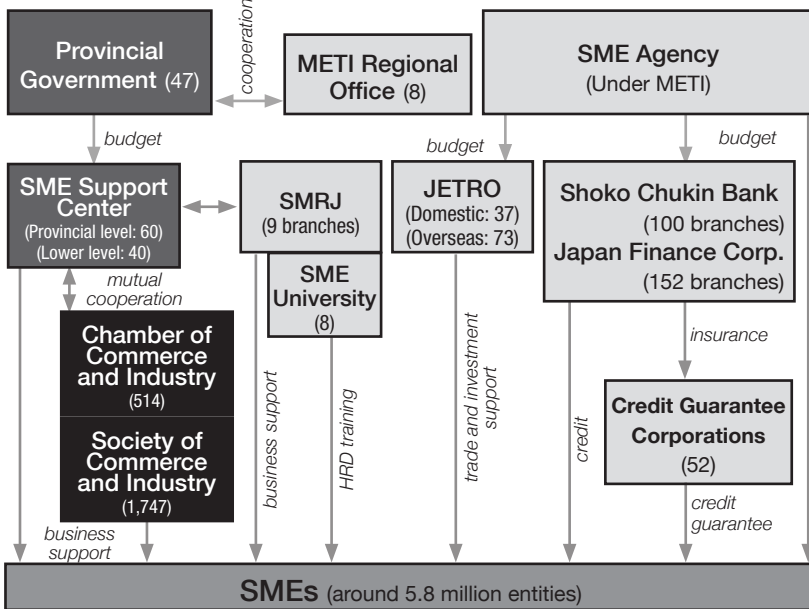 Provincial
Government (47)
cooperation
METI Regional
Office (8)
SME Agency
(Under METI)
budget
budget
budget
SME Support
Center
(Provincial level: 60)
(Lower level: 40)
SMRJ
(9 branches)
SME
University
(8)
JETRO
(Domestic: 37)
(Overseas: 73)
Shoko Chukin Bank
(100 branches)
Japan Finance Corp.
(152 branches)
mutual
cooperation
Chamber of
Commerce
and Industry
(514)
Society of
Commerce
and Industry
(1,747)
business support
HRD training
trade and investment
support
credit
insurance
Credit Guarantee
Corporations
(52)
credit
guarantee
business
support
SMEs (around 5.8 million entities)